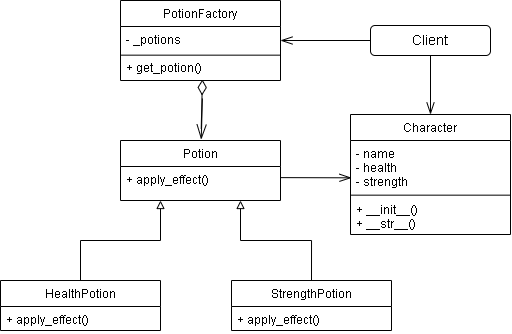 PotionFactory
- _potions
+ get_potion()
Client
Potion
+ apply_effect()
Character
- name
- health
- strength
+ __init__()
+ __str__()
HealthPotion
+ apply_effect()
StrengthPotion
+ apply_effect()